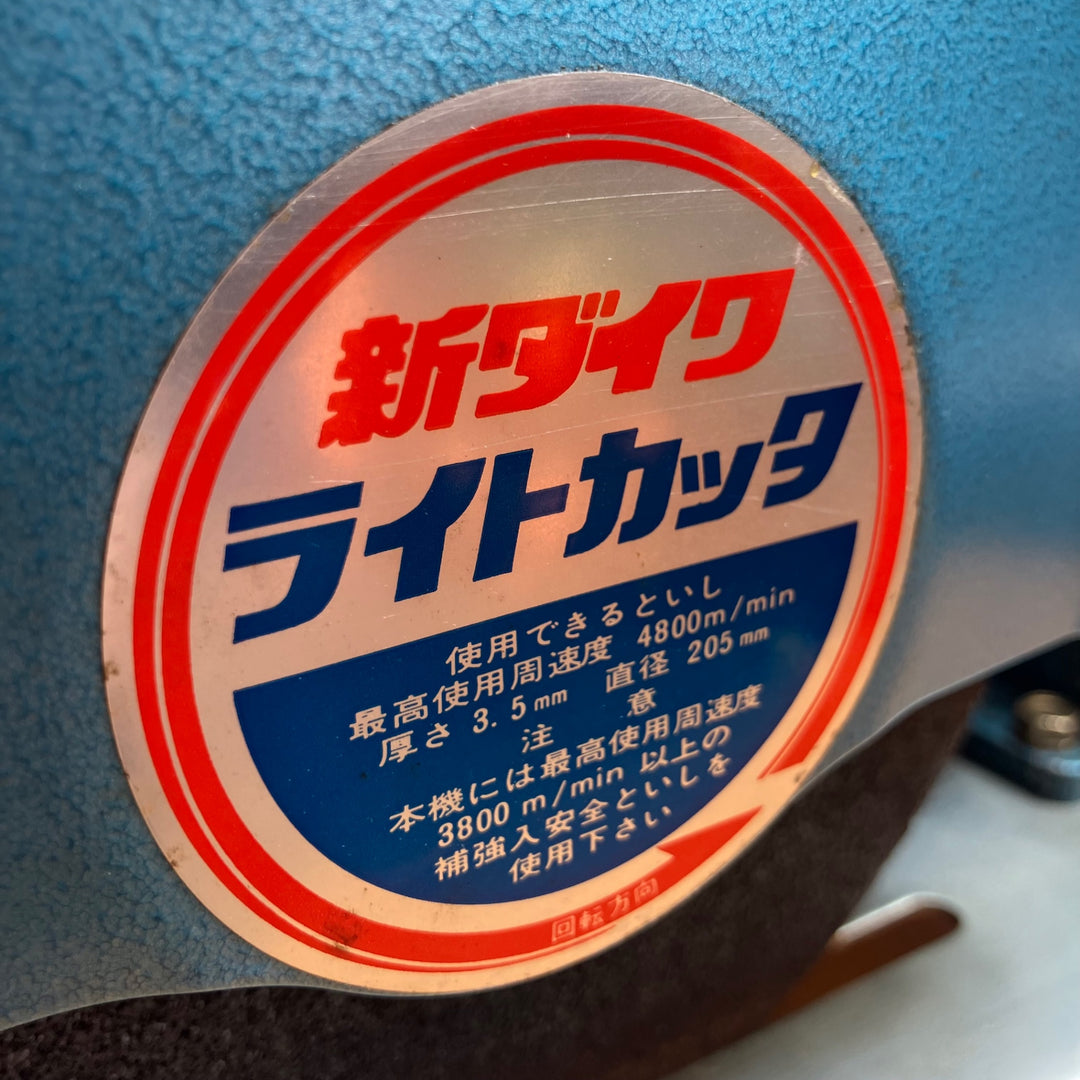 新ダイワ
ライトカッタ
使用できるといし
最高使用周速度 4800m/min
厚さ 3.5mm 直径 205mm
注意
本機には最高使用周速度
3800m/min 以上の
補強入安全といしを
使用下さい
回転方向